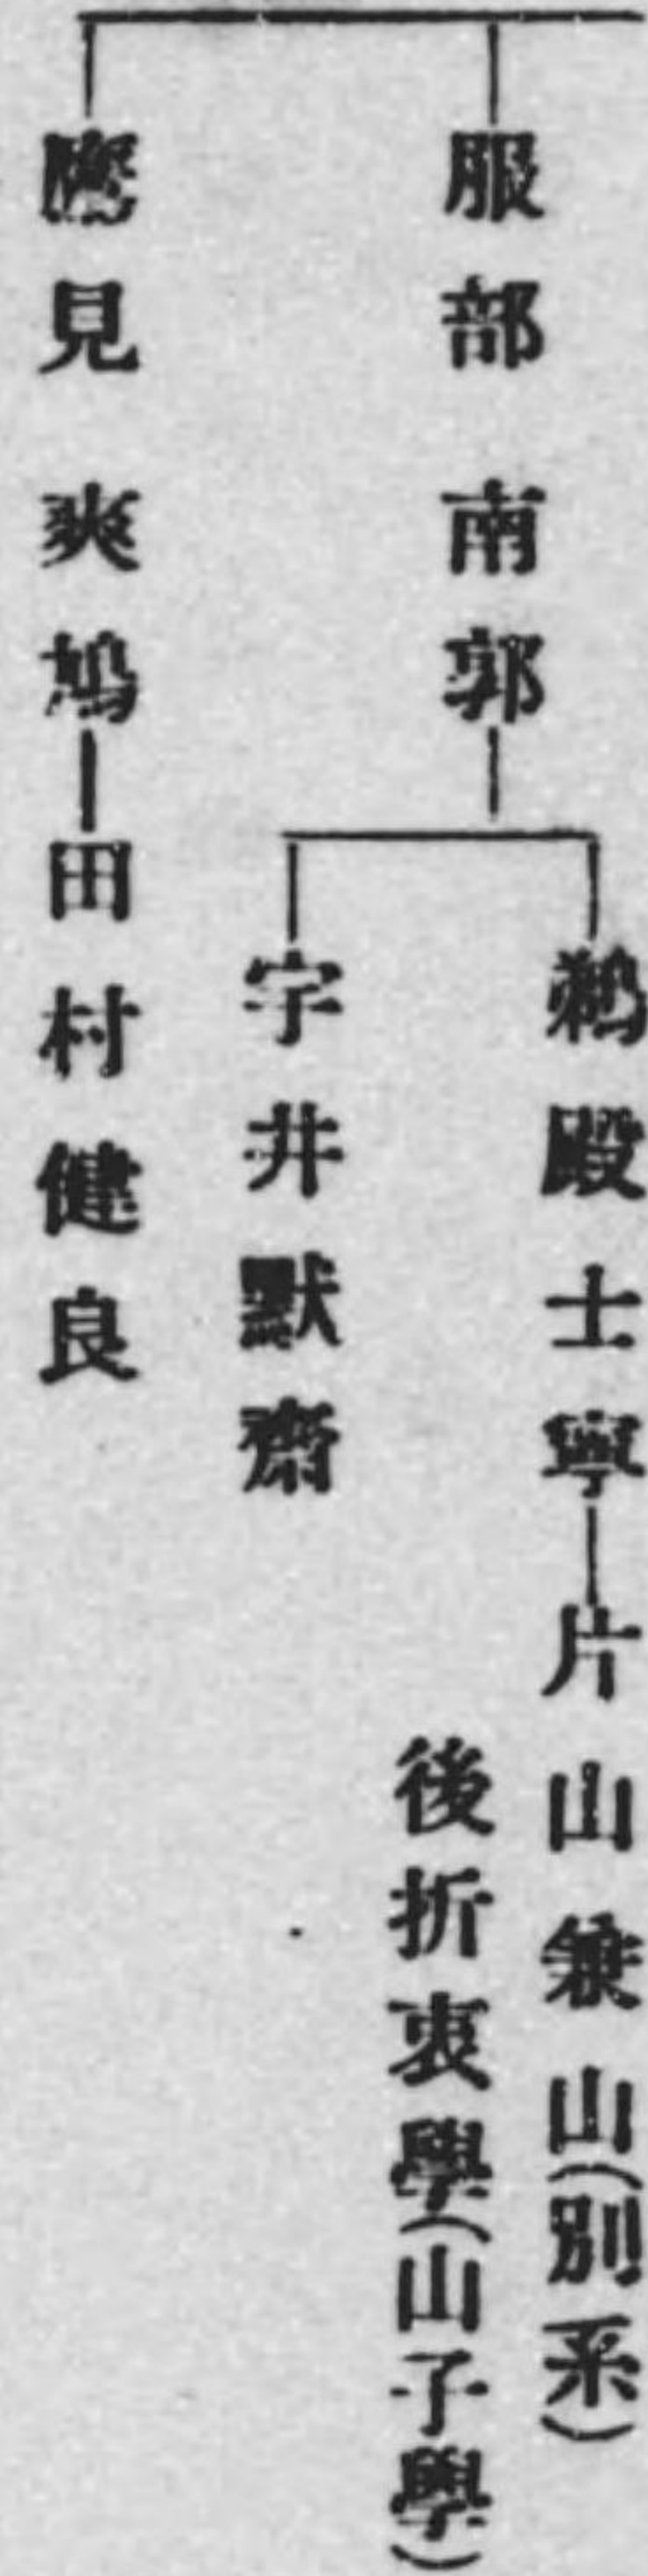 服部南郭
鵜殿士寧
片山兼山(別系)
後折衷學(山子學)
宇井默齋
鷹見爽鳩
田村健良